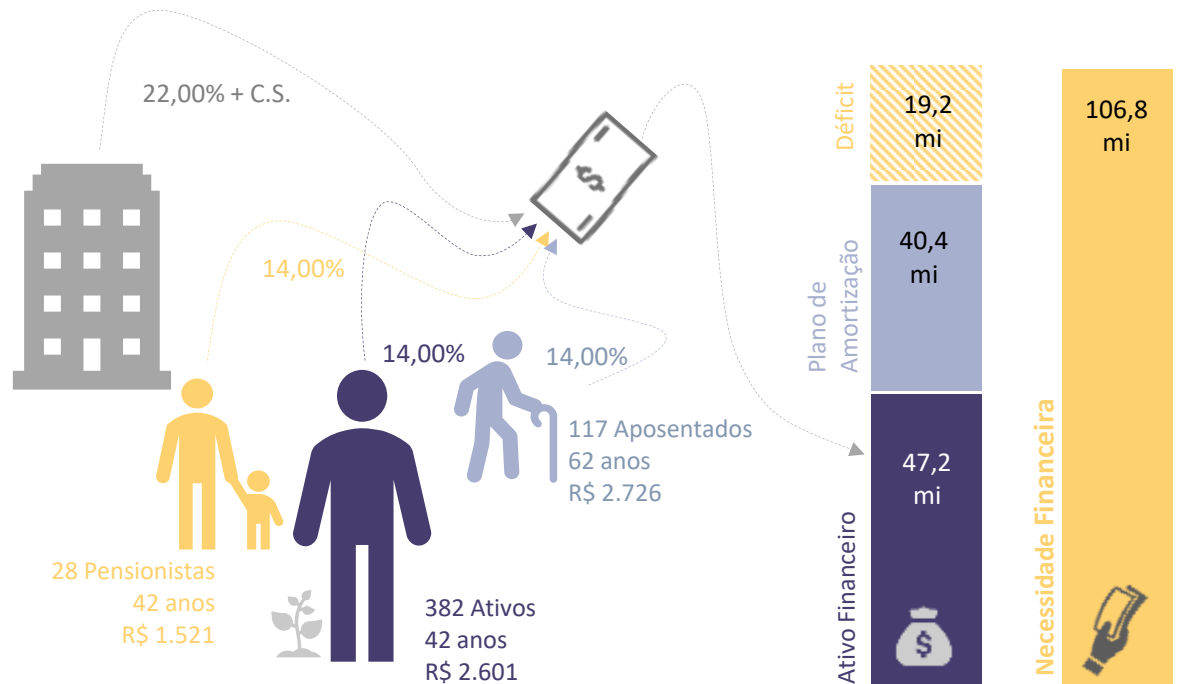 22,00% + C.S.
14,00%
14,00%
14,00%
117 Aposentados
62 anos
R$ 2.726
28 Pensionistas
42 anos
R$ 1.521
382 Ativos
42 anos
R$ 2.601
Déficit
19,2
mi
Plano de
Amortização
40,4
mi
Ativo Financeiro
47,2
mi
$
$
Necessidade Financeira
106,8
mi